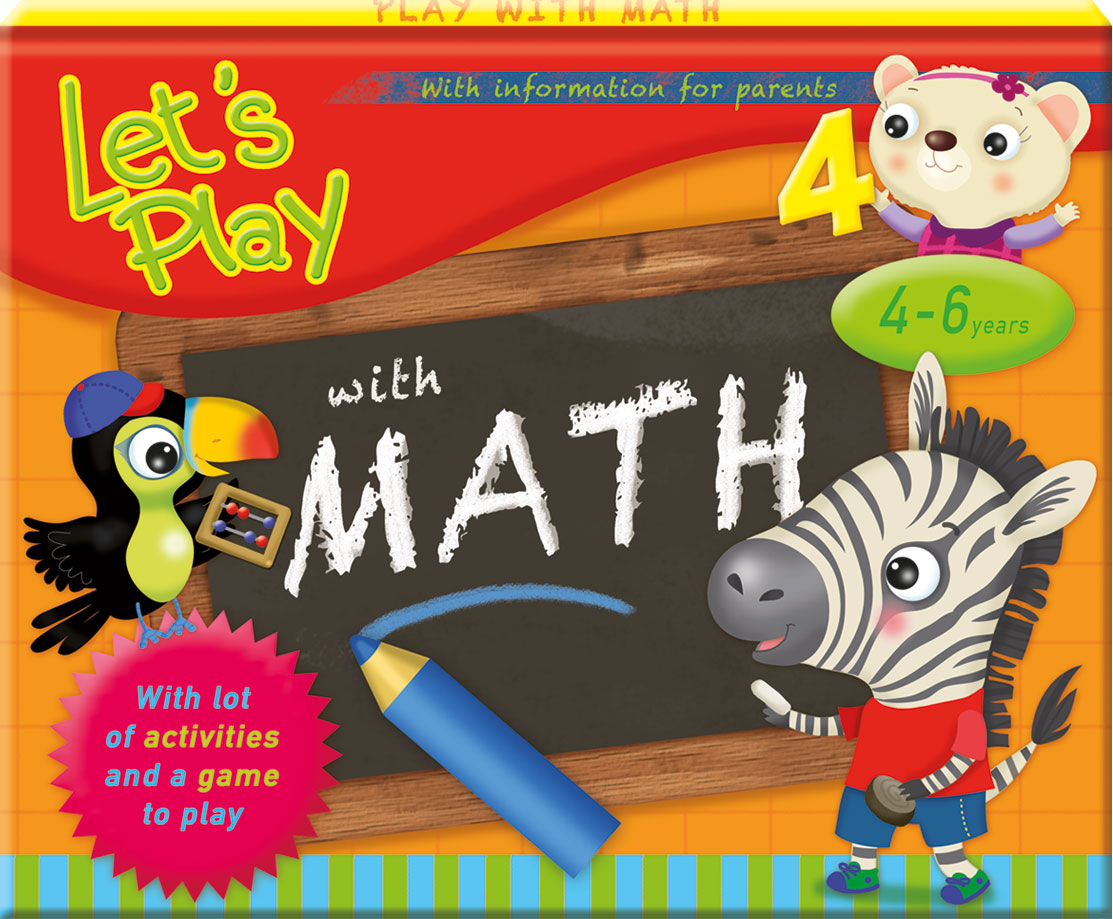 PLAY WITH MATH
Let's
Play
With information for parents
4
4-6 years
with
MATH
With lot
of activities
and a game
to play